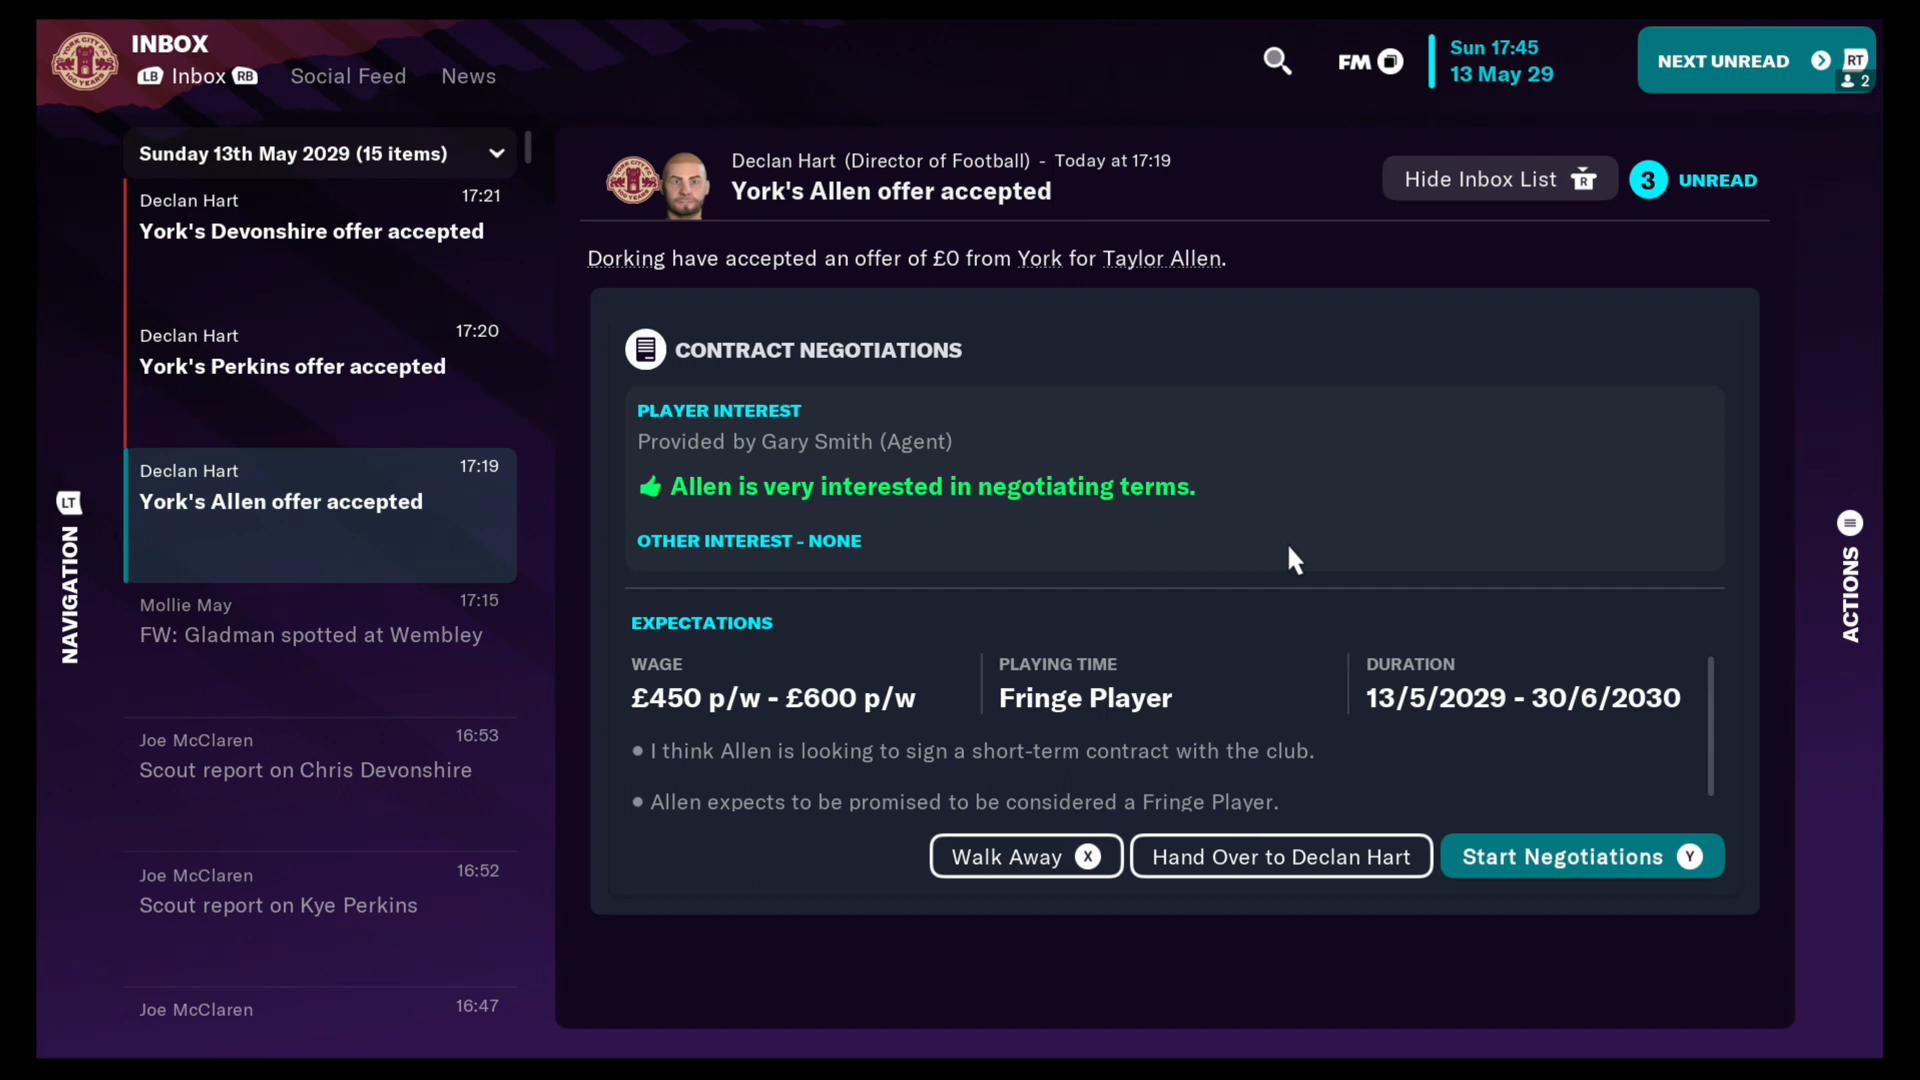 YORK CITY FC
100 YEARS
INBOX
LB Inbox RB
Social Feed
News
FM
Sun 17:45
13 May 29
NEXT UNREAD
RT
2
Sunday 13th May 2029 (15 items)
Declan Hart
17:21
York's Devonshire offer accepted
Declan Hart
17:20
York's Perkins offer accepted
Declan Hart
17:19
York's Allen offer accepted
Mollie May
17:15
FW: Gladman spotted at Wembley
Joe McClaren
16:53
Scout report on Chris Devonshire
Joe McClaren
16:52
Scout report on Kye Perkins
Joe McClaren
16:47
LT
NAVIGATION
Declan Hart (Director of Football) - Today at 17:19
York's Allen offer accepted
Hide Inbox List R
3 UNREAD
Dorking have accepted an offer of £0 from York for Taylor Allen.
CONTRACT NEGOTIATIONS
PLAYER INTEREST
Provided by Gary Smith (Agent)
Allen is very interested in negotiating terms.
OTHER INTEREST - NONE
EXPECTATIONS
WAGE
£450 p/w - £600 p/w
PLAYING TIME
Fringe Player
DURATION
13/5/2029 - 30/6/2030
• I think Allen is looking to sign a short-term contract with the club.
• Allen expects to be promised to be considered a Fringe Player.
Walk Away X
Hand Over to Declan Hart
Start Negotiations Y
ACTIONS